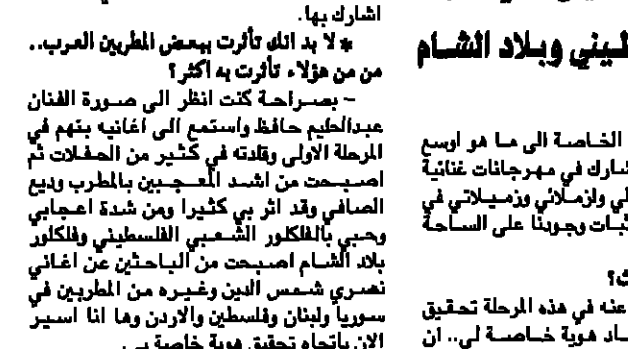 اشارك بها.
* لا بد انك تأثرت ببعض المطربين العرب..
من من هؤلاء تأثرت به اكثر؟
- بصراحة كنت انظر الى صورة الفنان
عبدالحليم حافظ واستمع الى اغانيه بنهم في
المرحلة الاولى وقلدته في كثير من الحفلات ثم
اصبحت من اشد المعجبين بالمطرب وديع
الصافي وقد اثر بي كثيرا ومن شدة اعجابي
وحبي بالفلكلور الشعبي الفلسطيني وفلكلور
بلاد الشام اصبحت من الباحثين عن اغاني
نصري شمس الدين وغيره من المطربين في
سوريا ولبنان وفلسطين والاردن وها انا اسير
الان باتجاه تحقيق هوية خاصة بي.
ـطيني وبلاد الشام
الخاصة الى ما هو اوسع
شارك في مهرجانات غنائية
لي ولزملائي وزميلاتي في
ثبات وجودنا على الساحة
ث؟
عنه في هذه المرحلة تحقيق
ـاد هوية خاصة لي.. ان